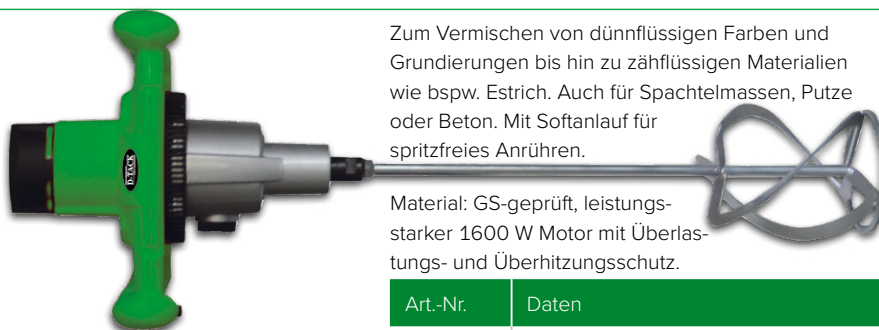 Zum Vermischen von dünnflüssigen Farben und
Grundierungen bis hin zu zähflüssigen Materialien
wie bspw. Estrich. Auch für Spachtelmassen, Putze
oder Beton. Mit Softanlauf für
spritzfreies Anrühren.
Material: GS-geprüft, leistungs-
starker 1600 W Motor mit Überlas-
tungs- und Überhitzungsschutz.
Art.-Nr. Daten
D-TACK